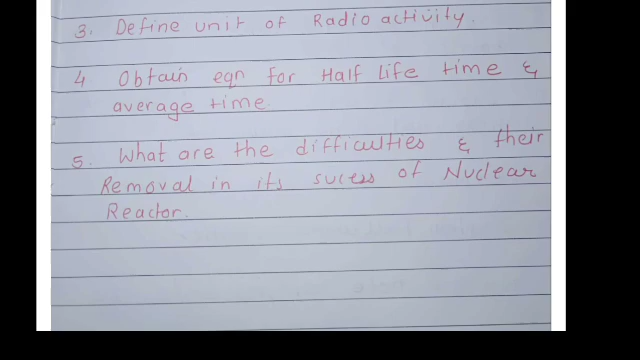 3. Define unit of Radio activity.
4 Obtain eqn for Half Life time &
average time.
5. What are the difficulties & their
Removal in its sucess of Nuclear
Reactor.